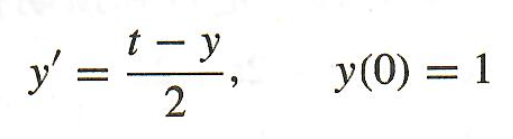 y′ = (t − y)/2, y(0) = 1